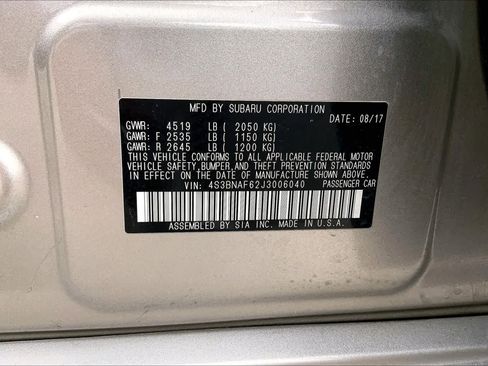 MFD BY SUBARU CORPORATION
DATE: 08/17
GVWR: 4519 LB ( 2050 KG)
GAWR: F 2535 LB ( 1150 KG)
GAWR: R 2645 LB ( 1200 KG)
THIS VEHICLE CONFORMS TO ALL APPLICABLE FEDERAL MOTOR
VEHICLE SAFETY,BUMPER, AND THEFT PREVENTION STANDARDS
IN EFFECT ON THE DATE OF MANUFACTURE SHOWN ABOVE.
VIN: 4S3BNAF62J3006040 PASSENGER CAR
ASSEMBLED BY SIA INC. MADE IN U.S.A.